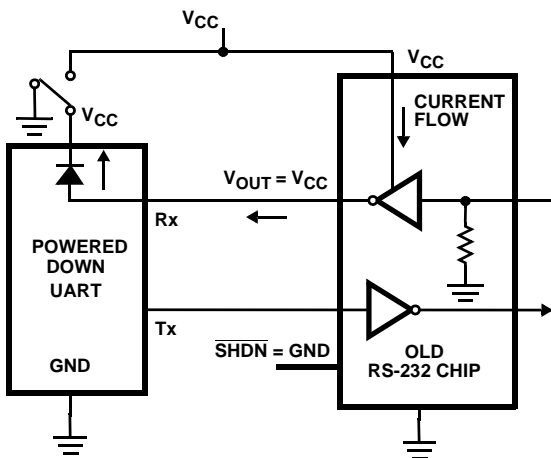 VCC
VCC
VCC
CURRENT
FLOW
VOUT = VCC
Rx
POWERED
DOWN
UART
Tx
SHDN = GND
GND
OLD
RS-232 CHIP